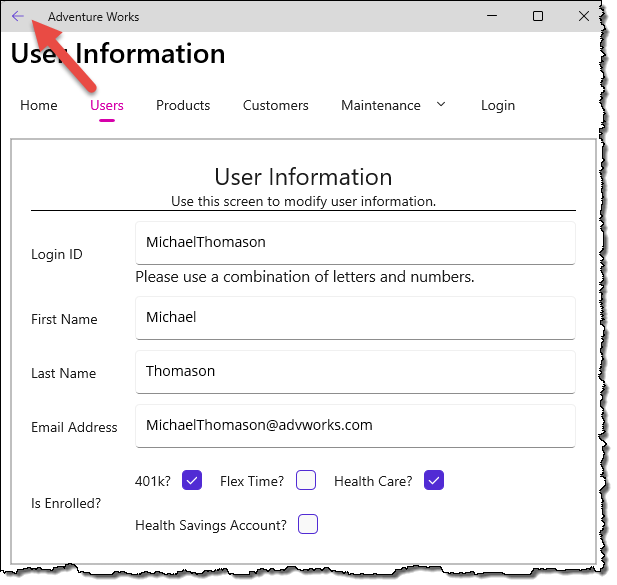 Adventure Works
User Information
Home Users Products Customers Maintenance Login
User Information
Use this screen to modify user information.
Login ID MichaelThomason
Please use a combination of letters and numbers.
First Name Michael
Last Name Thomason
Email Address MichaelThomason@advworks.com
401k? Flex Time? Health Care?
Is Enrolled?
Health Savings Account?